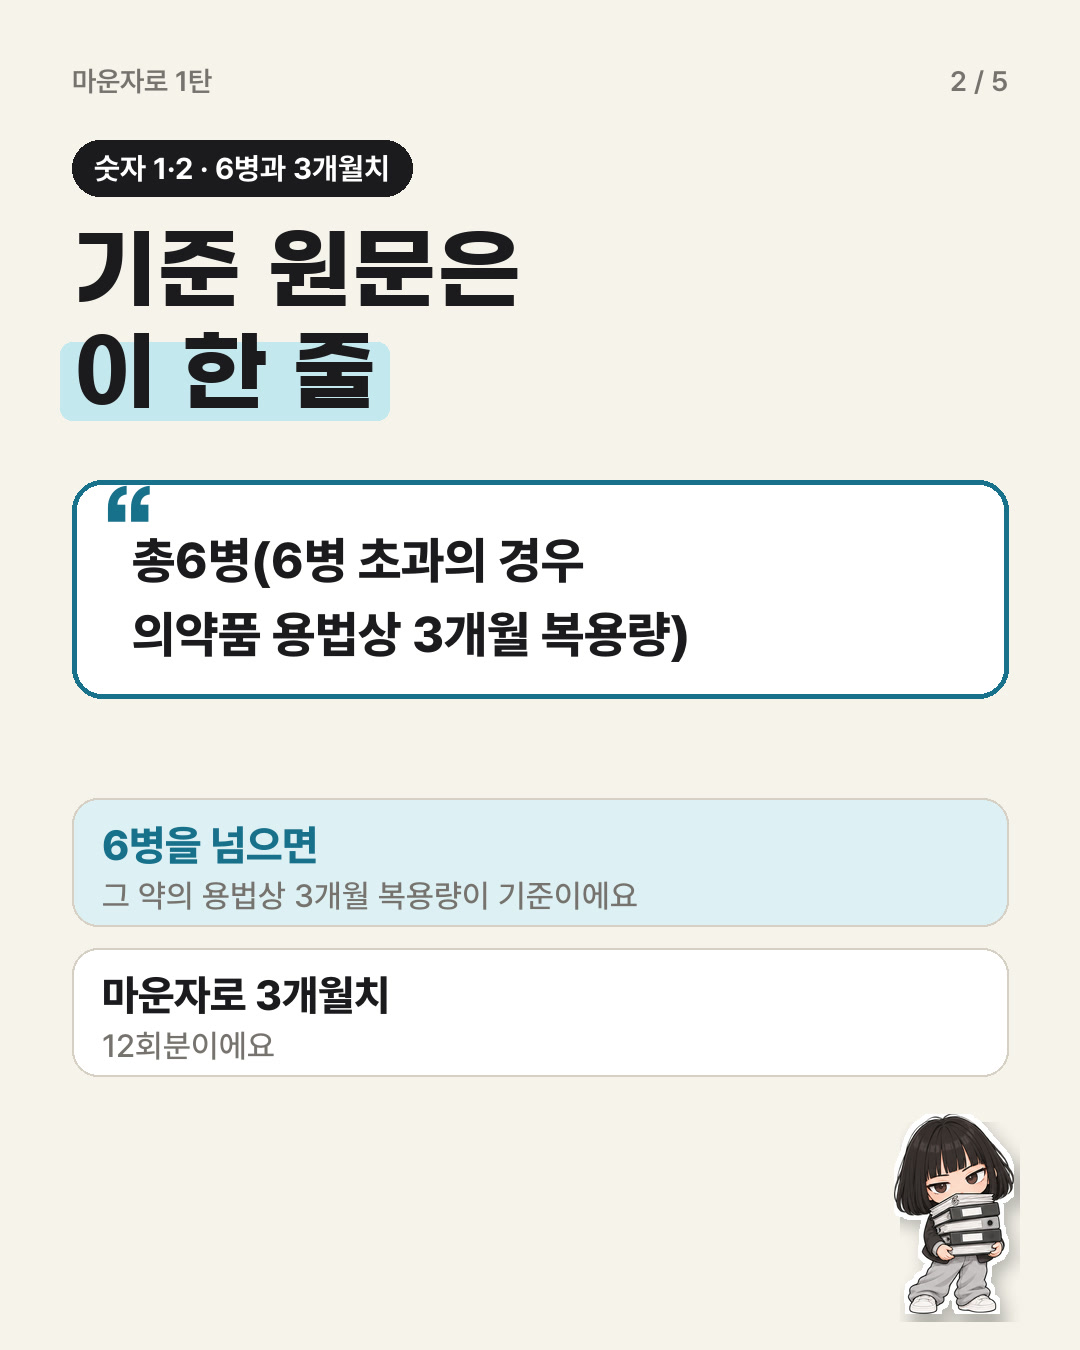 마운자로 1탄
2 / 5
숫자 1·2 · 6병과 3개월치
기준 원문은
이 한 줄
“
총6병(6병 초과의 경우
의약품 용법상 3개월 복용량)
6병을 넘으면
그 약의 용법상 3개월 복용량이 기준이에요
마운자로 3개월치
12회분이에요